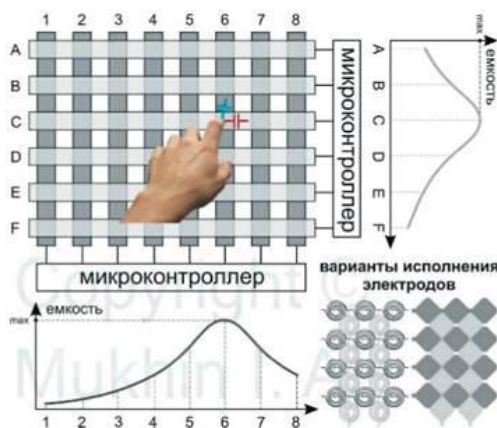 1 2 3 4 5 6 7 8
A
B
C
D
E
F
микроконтроллер
микроконтроллер
max
емкость
A
B
C
D
E
F
варианты исполнения
электродов
емкость
max
1 2 3 4 5 6 7 8
Copyright ©
Mukhin I. A